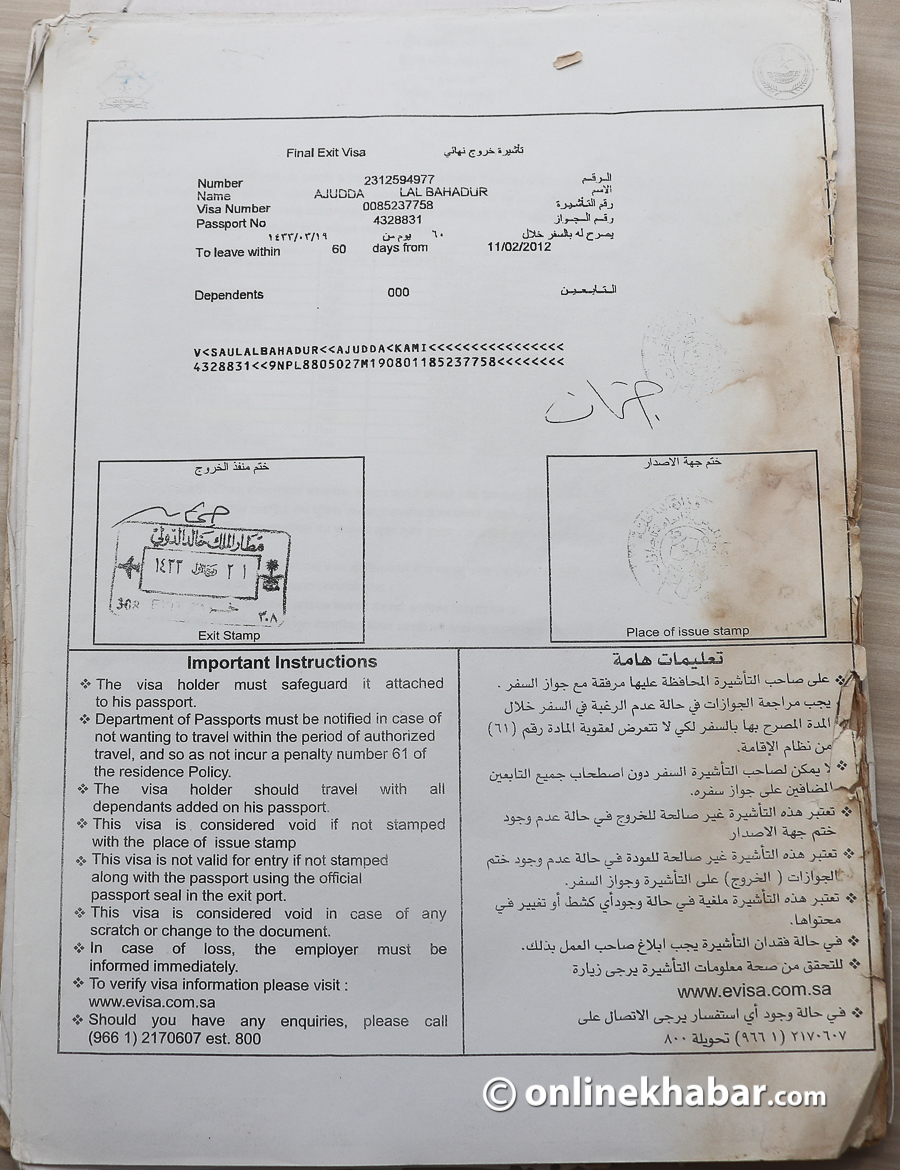 Final Exit Visa تأشيرة خروج نهائي
Number 2312594977 الرقم
Name AJUDDA LAL BAHADUR الاسم
Visa Number 0085237758 رقم التأشيرة
Passport No 4328831 رقم الجواز
١٤٣٣/٠٣/١٩ يوم من ٦٠ يصرح له بالسفر خلال
To leave within 60 days from 11/02/2012
Dependents 000 التابعين
V<SAULALBAHADUR<<AJUDDA<KAMI<<<<<<<<<<<<<<<<
4328831<<9NPL8805027M190801185237758<<<<<<<<
ختم منفذ الخروج
مطار الملك خالد الدولي
٢١ ربيع الأول ١٤٣٣
٣٠٨
Exit Stamp
ختم جهة الاصدار
Place of issue stamp
Important Instructions
❖ The visa holder must safeguard it attached
to his passport.
❖ Department of Passports must be notified in case of
not wanting to travel within the period of authorized
travel, and so as not incur a penalty number 61 of
the residence Policy.
❖ The visa holder should travel with all
dependants added on his passport.
❖ This visa is considered void if not stamped
with the place of issue stamp
❖ This visa is not valid for entry if not stamped
along with the passport using the official
passport seal in the exit port.
❖ This visa is considered void in case of any
scratch or change to the document.
❖ In case of loss, the employer must be
informed immediately.
❖ To verify visa information please visit :
www.evisa.com.sa
❖ Should you have any enquiries, please call
(966 1) 2170607 est. 800
تعليمات هامة
❖ على صاحب التأشيرة المحافظة عليها مرفقة مع جواز السفر .
يجب مراجعة الجوازات في حالة عدم الرغبة في السفر خلال
المدة المصرح بها بالسفر لكي لا تتعرض لعقوبة المادة رقم (٦١)
من نظام الإقامة.
❖ لا يمكن لصاحب التأشيرة السفر دون اصطحاب جميع التابعين
المضافين على جواز سفره.
❖ تعتبر هذه التأشيرة غير صالحة للخروج في حالة عدم وجود
ختم جهة الاصدار
❖ تعتبر هذه التأشيرة غير صالحة للعودة في حالة عدم وجود ختم
الجوازات ( الخروج) على التأشيرة وجواز السفر.
❖ تعتبر هذه التأشيرة ملغية في حالة وجود أي كشط أو تغيير في
محتواها.
❖ في حالة فقدان التأشيرة يجب ابلاغ صاحب العمل بذلك.
❖ للتحقق من صحة معلومات التأشيرة يرجى زيارة
www.evisa.com.sa
❖ في حالة وجود أي استفسار يرجى الاتصال على
٢١٧٠٦٠٧ (٩٦٦ ١) تحويلة ٨٠٠
© onlinekhabar.com